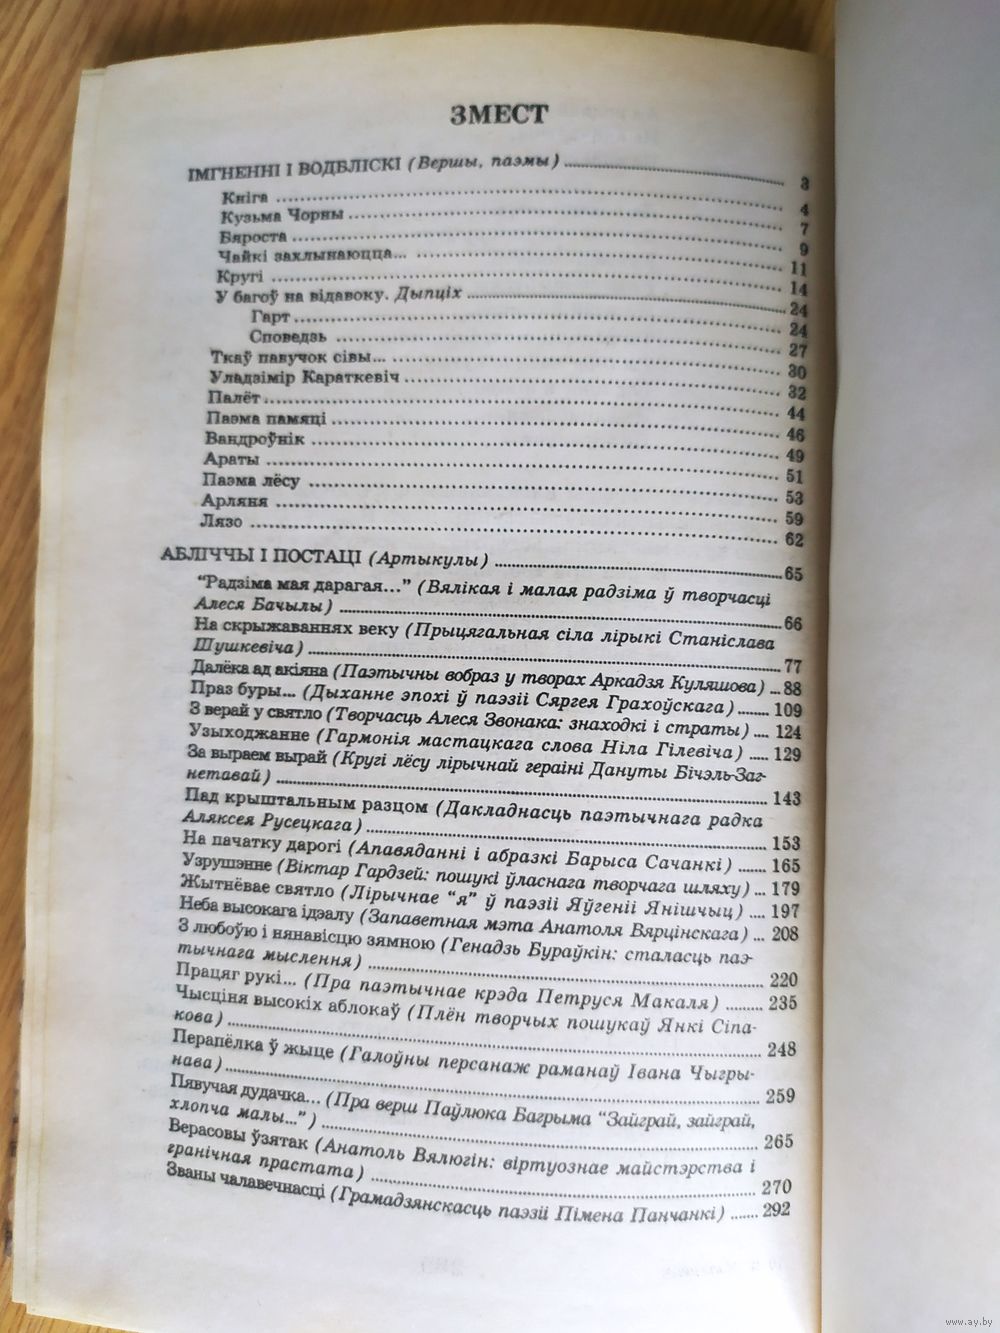 ЗМЕСТ
ІМГНЕННІ І ВОДБЛІСКІ (Вершы, паэмы) ... 3
Кніга ... 4
Кузьма Чорны ... 7
Бяроста ... 9
Чайкі захлынаюцца... ... 11
Кругі ... 14
У багоў на відавоку. Дыпціх ... 24
Гарт ... 24
Споведзь ... 27
Ткаў павучок сівы... ... 30
Уладзімір Караткевіч ... 32
Палёт ... 44
Паэма памяці ... 46
Вандроўнік ... 49
Араты ... 51
Паэма лёсу ... 53
Арляня ... 59
Лязо ... 62
АБЛІЧЧЫ І ПОСТАЦІ (Артыкулы) ... 65
“Радзіма мая дарагая...” (Вялікая і малая радзіма ў творчасці
Алеся Бачылы) ... 66
На скрыжаваннях веку (Прыцягальная сіла лірыкі Станіслава
Шушкевіча) ... 77
Далёка ад акіяна (Паэтычны вобраз у творах Аркадзя Куляшова) ... 88
Праз буры... (Дыханне эпохі ў паэзіі Сяргея Грахоўскага) ... 109
З верай у святло (Творчасць Алеся Звонака: знаходкі і страты) ... 124
Узыходжанне (Гармонія мастацкага слова Ніла Гілевіча) ... 129
За выраем вырай (Кругі лёсу лірычнай гераіні Дануты Бічэль-Заг-
нетавай) ... 143
Пад крыштальным разцом (Дакладнасць паэтычнага радка
Аляксея Русецкага) ... 153
На пачатку дарогі (Апавяданні і абразкі Барыса Сачанкі) ... 165
Узрушэнне (Віктар Гардзей: пошукі ўласнага творчага шляху) ... 179
Жытнёвае святло (Лірычнае “я” ў паэзіі Яўгеніі Янішчыц) ... 197
Неба высокага ідэалу (Запаветная мэта Анатоля Вярцінскага) ... 208
З любоўю і нянавісцю зямною (Генадзь Бураўкін: сталасць паэ-
тычнага мыслення) ... 220
Працяг рукі... (Пра паэтычнае крэда Петруся Макаля) ... 235
Чысціня высокіх аблокаў (Плён творчых пошукаў Янкі Сіпа-
кова) ... 248
Перапёлка ў жыце (Галоўны персанаж раманаў Івана Чыгры-
нава) ... 259
Пявучая дудачка... (Пра верш Паўлюка Багрыма “Зайграй, зайграй,
хлопча малы...”) ... 265
Верасовы ўзятак (Анатоль Вялюгін: віртуознае майстэрства і
гранічная прастата) ... 270
Званы чалавечнасці (Грамадзянскасць паэзіі Пімена Панчанкі) ... 292
www.ay.by